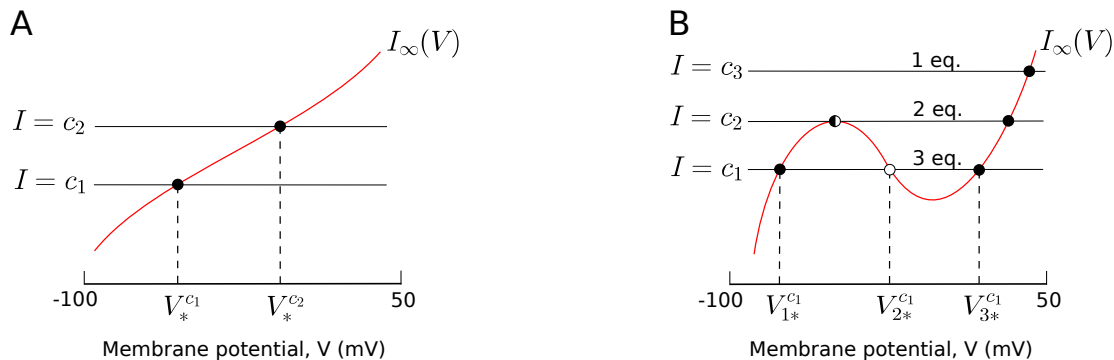 A
I∞(V)
I = c₂
I = c₁
-100
50
V*^{c₁}
V*^{c₂}
Membrane potential, V (mV)
B
I∞(V)
I = c₃
1 eq.
I = c₂
2 eq.
I = c₁
3 eq.
-100
50
V₁*^{c₁}
V₂*^{c₁}
V₃*^{c₁}
Membrane potential, V (mV)